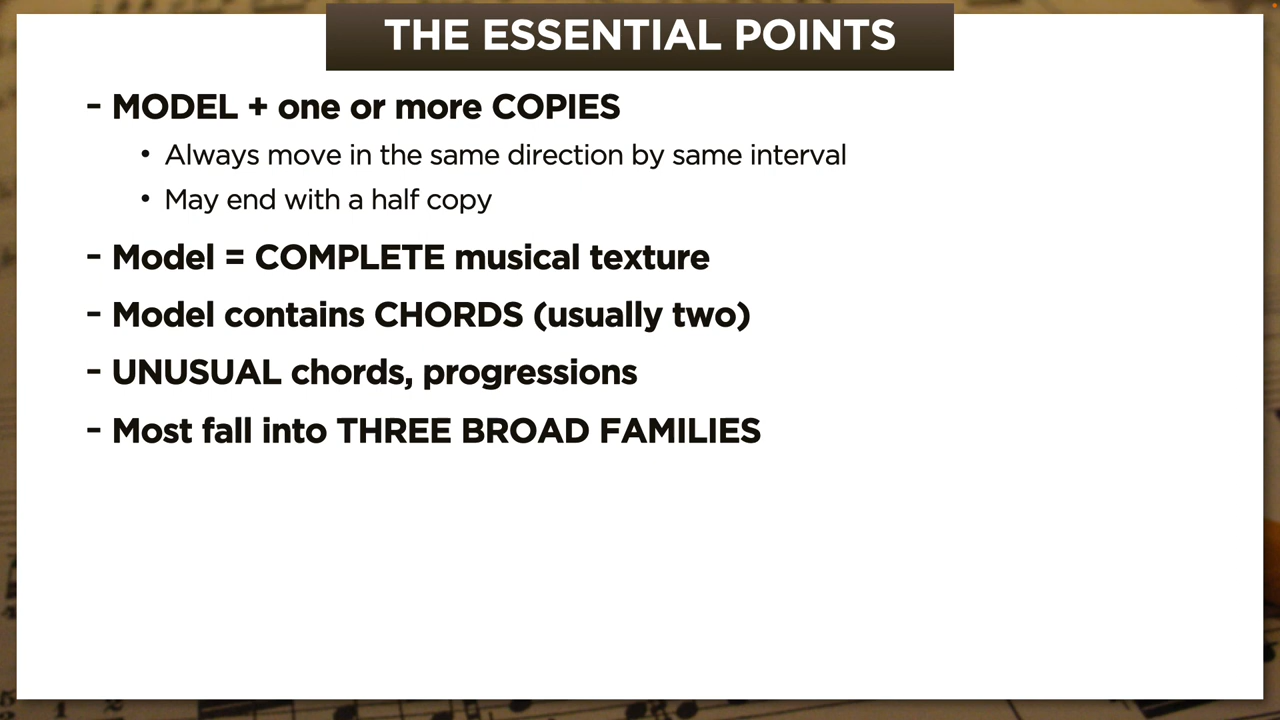 THE ESSENTIAL POINTS
- MODEL + one or more COPIES
• Always move in the same direction by same interval
• May end with a half copy
- Model = COMPLETE musical texture
- Model contains CHORDS (usually two)
- UNUSUAL chords, progressions
- Most fall into THREE BROAD FAMILIES